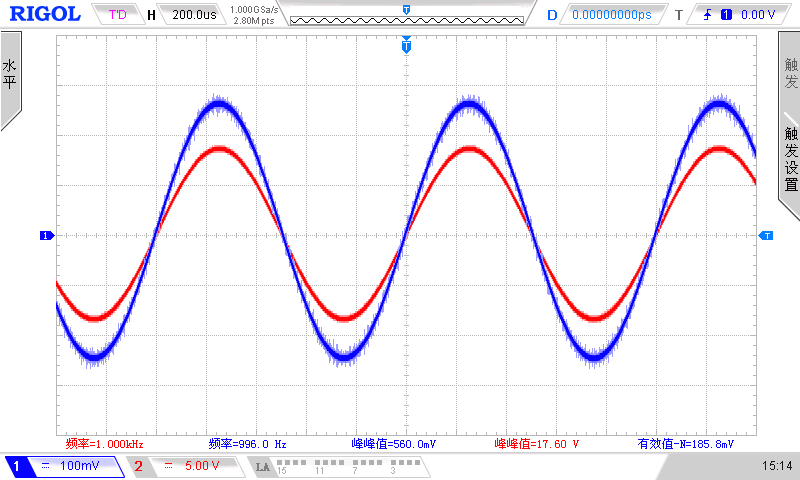 RIGOL T'D H 200.0us 1.000GSa/s 2.80M pts T D 0.00000000ps T 1 0.00 V
水平
触发
触发设置
T
1
T
频率=1.000kHz 频率=996.0 Hz 峰峰值=560.0mV 峰峰值=17.60 V 有效值-N=185.8mV
1 100mV 2 5.00 V LA 15 11 7 3 15:14